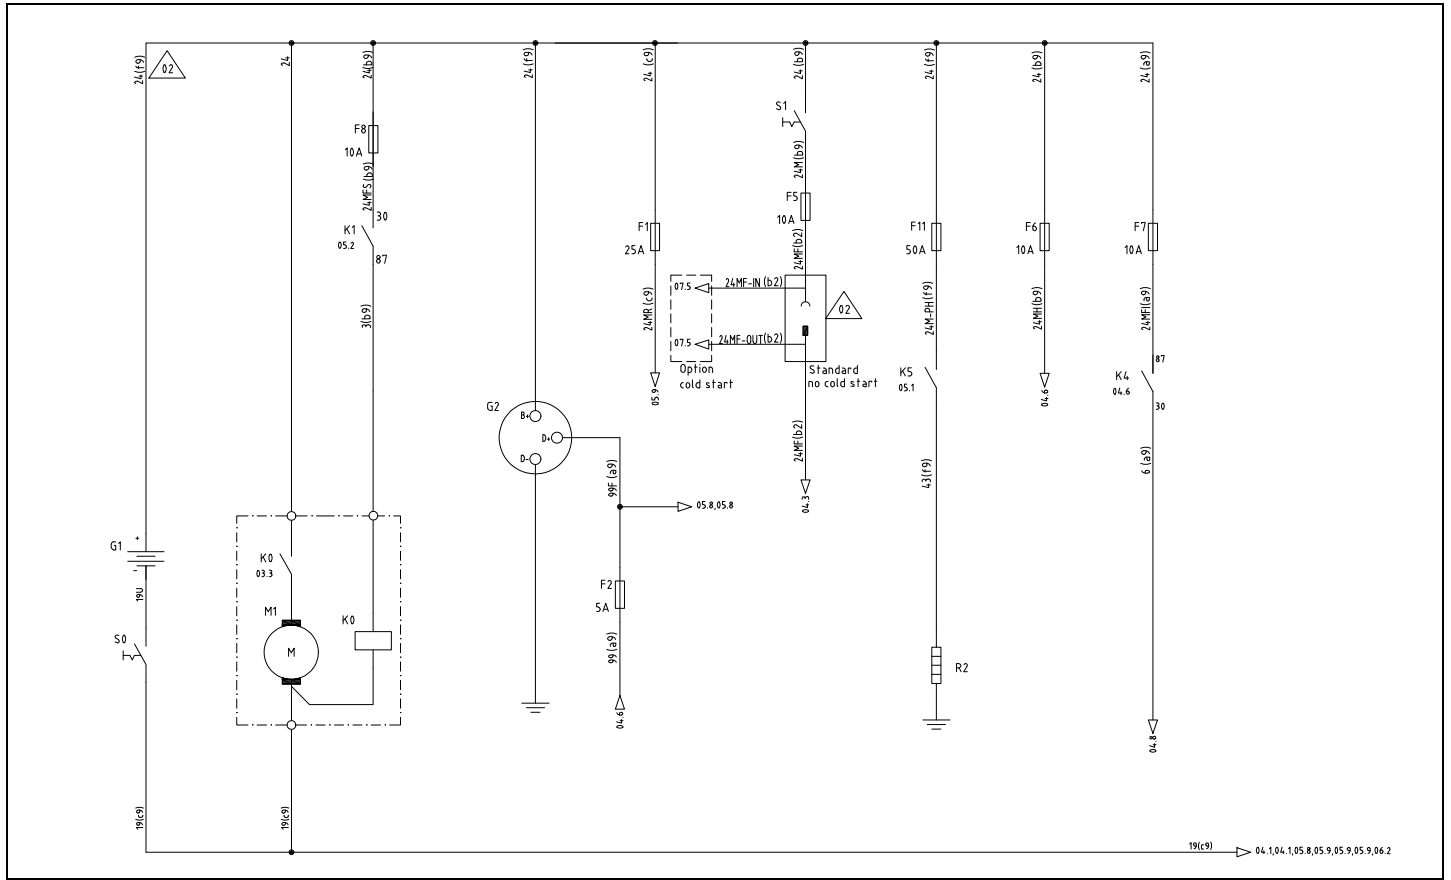 24(f9)
02
24
24(b9)
24 (f9)
24 (c9)
24 (b9)
24 (f9)
24 (b9)
24 (a9)
S1
F8
10A
24M(b9)
24MFS(b9)
30
K1
05.2
87
F5
10A
F1
25A
24MF(b2)
F11
50A
F6
10A
F7
10A
3(b9)
24MR(c9)
07.5
24MF-IN(b2)
02
07.5
24MF-OUT(b2)
24M-PH(f9)
24MH(b9)
24MFI(a9)
Option
cold start
Standard
no cold start
05.9
K5
05.1
04.6
87
K4
04.6
30
G2
B+
D+
D-
99F (a9)
24MF(b2)
43(f9)
6 (a9)
05.8,05.8
04.3
+
G1
-
19U
K0
03.3
F2
5A
M1
K0
M
S0
99(a9)
R2
04.6
04.8
19(c9)
19(c9)
19(c9)
04.1,04.1,05.8,05.9,05.9,05.9,06.2